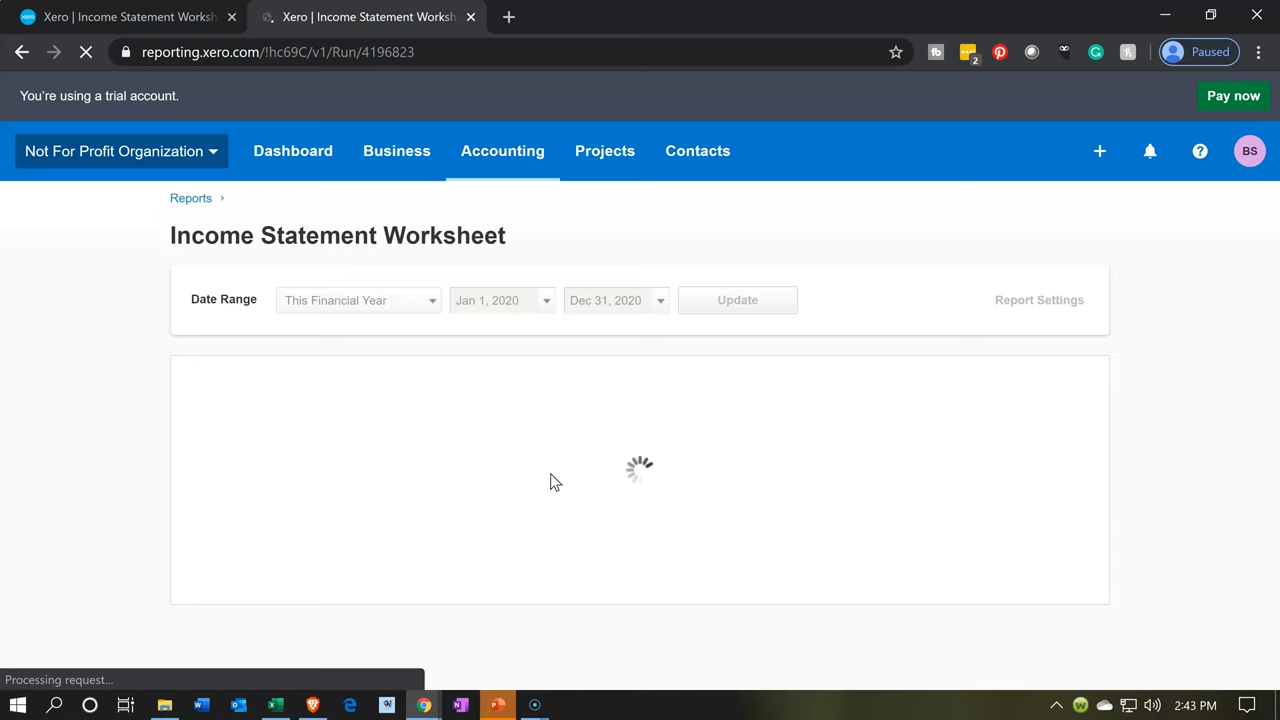 Xero | Income Statement Worksh
Xero | Income Statement Worksh
reporting.xero.com/!hc69C/v1/Run/4196823
2
Paused
You're using a trial account.
Pay now
Not For Profit Organization
Dashboard
Business
Accounting
Projects
Contacts
BS
Reports
Income Statement Worksheet
Date Range
This Financial Year
Jan 1, 2020
Dec 31, 2020
Update
Report Settings
Processing request...
2:43 PM